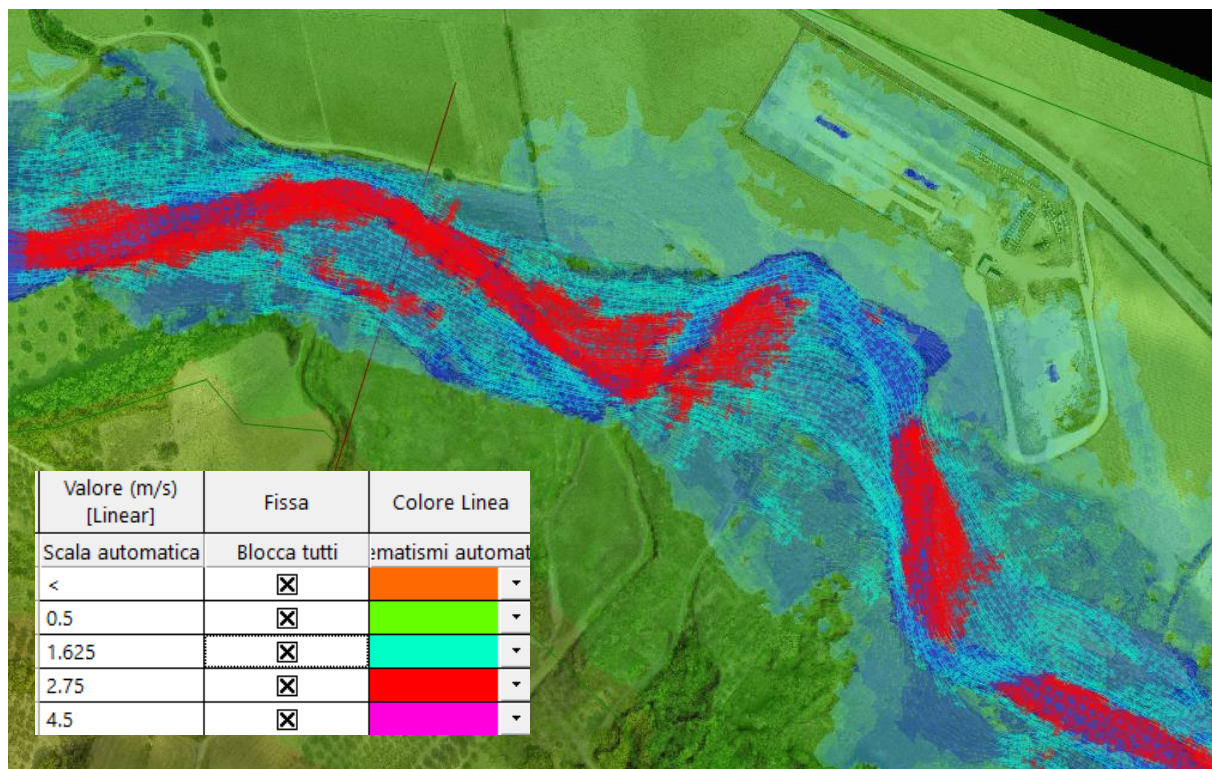 Valore (m/s) Fissa Colore Linea
[Linear]
Scala automatica Blocca tutti ematismi automat
<
0.5
1.625
2.75
4.5